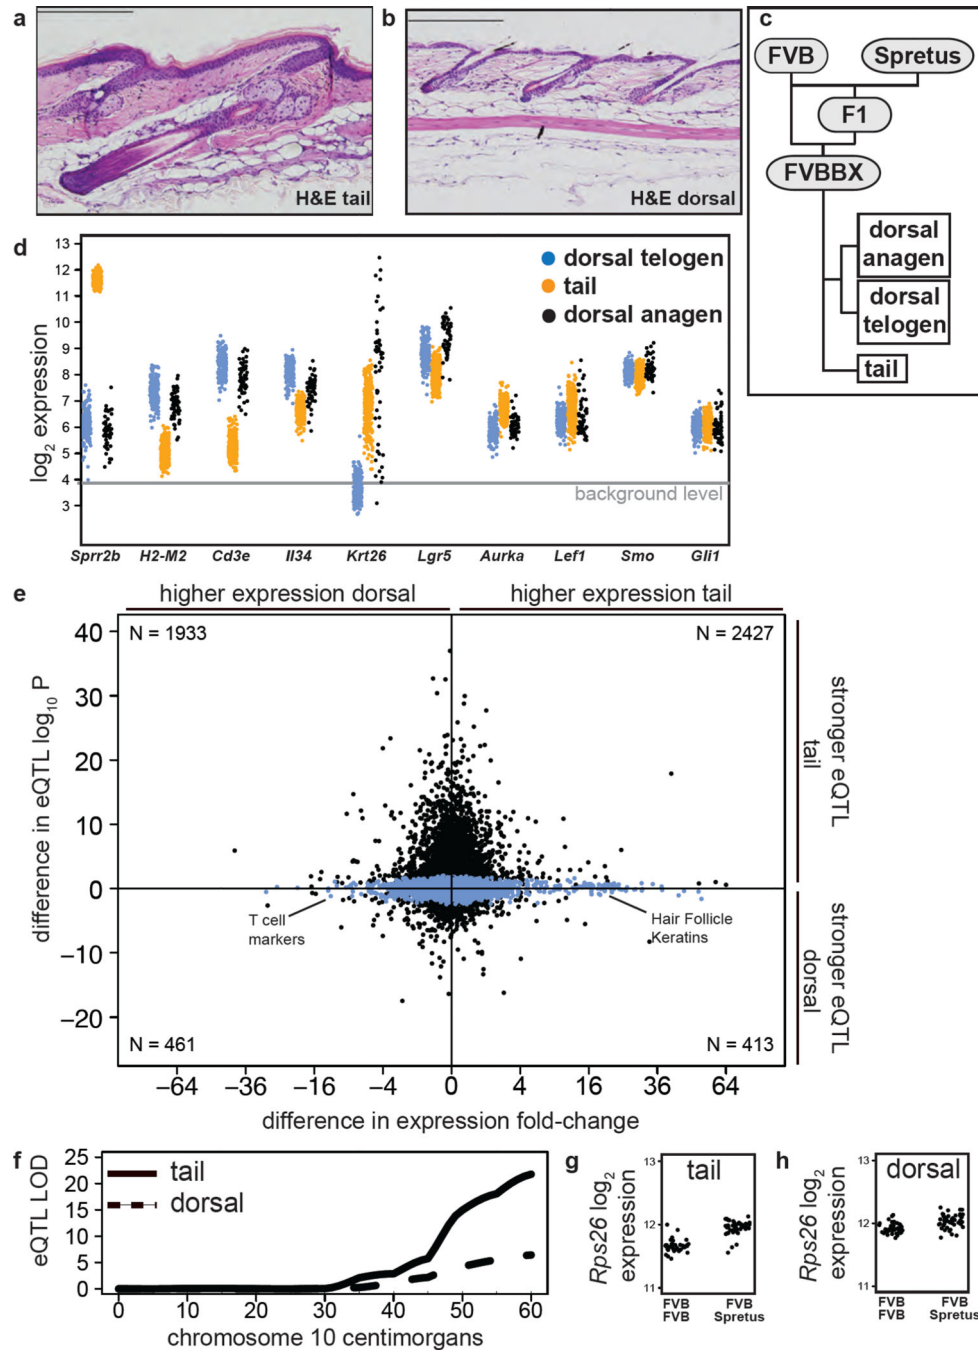 a
H&E tail
b
H&E dorsal
c
FVB
Spretus
F1
FVBBX
dorsal
anagen
dorsal
telogen
tail
d
log2 expression
13
12
11
10
9
8
7
6
5
4
3
dorsal telogen
tail
dorsal anagen
background level
Sprr2b H2-M2 Cd3e Il34 Krt26 Lgr5 Aurka Lef1 Smo Gli1
e
higher expression dorsal
higher expression tail
difference in eQTL log10 P
40
30
20
10
0
−10
−20
N = 1933
N = 2427
T cell
markers
Hair Follicle
Keratins
N = 461
N = 413
stronger eQTL
tail
stronger eQTL
dorsal
−64 −36 −16 −4 0 4 16 36 64
difference in expression fold-change
f
eQTL LOD
25
20
15
10
5
0
tail
dorsal
0 10 20 30 40 50 60
chromosome 10 centimorgans
g
Rps26 log2
expression
13
12
11
tail
FVB FVB
FVB Spretus
h
Rps26 log2
expression
13
12
11
dorsal
FVB FVB
FVB Spretus